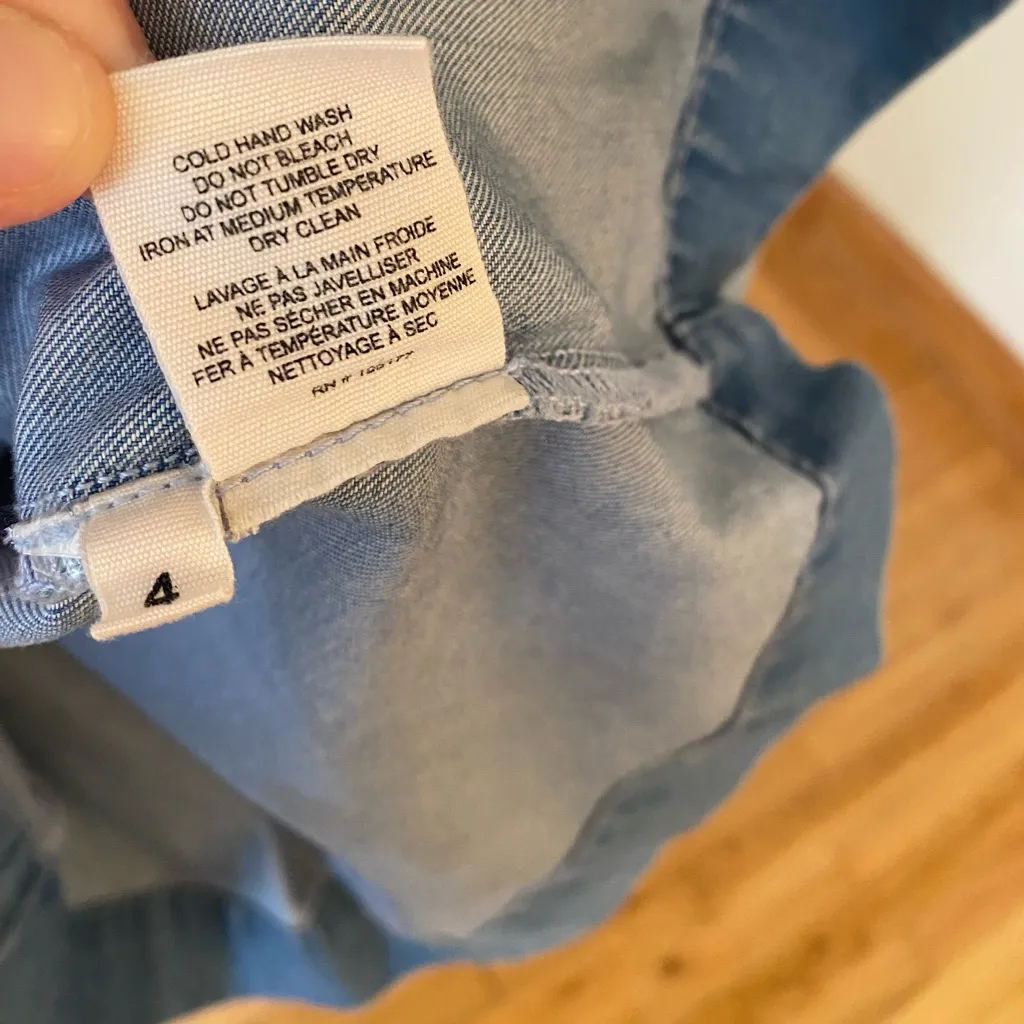 COLD HAND WASH
DO NOT BLEACH
DO NOT TUMBLE DRY
IRON AT MEDIUM TEMPERATURE
DRY CLEAN
LAVAGE À LA MAIN FROIDE
NE PAS JAVELLISER
NE PAS SÉCHER EN MACHINE
FER À TEMPÉRATURE MOYENNE
NETTOYAGE À SEC
RN #
4